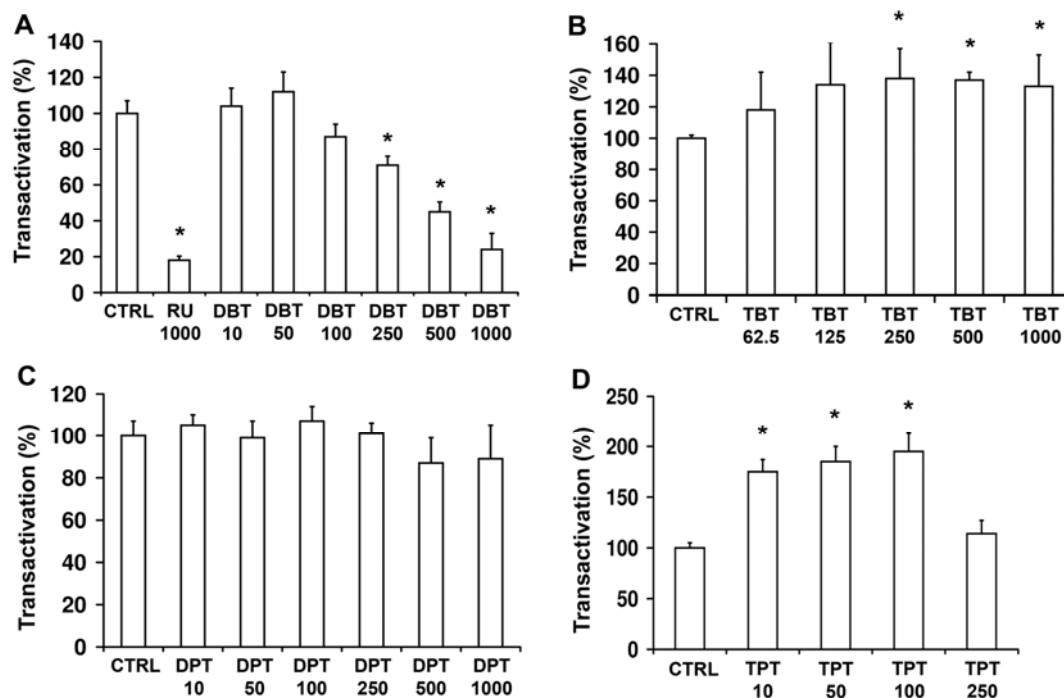 A
Transactivation (%)
140
120
100
80
60
40
20
0
*
*
*
*
CTRL RU DBT DBT DBT DBT DBT DBT
1000 10 50 100 250 500 1000
B
Transactivation (%)
160
140
120
100
80
60
40
20
0
* * *
CTRL TBT TBT TBT TBT TBT
62.5 125 250 500 1000
C
Transactivation (%)
120
100
80
60
40
20
0
CTRL DPT DPT DPT DPT DPT DPT
10 50 100 250 500 1000
D
Transactivation (%)
250
200
150
100
50
0
* * *
CTRL TPT TPT TPT TPT
10 50 100 250